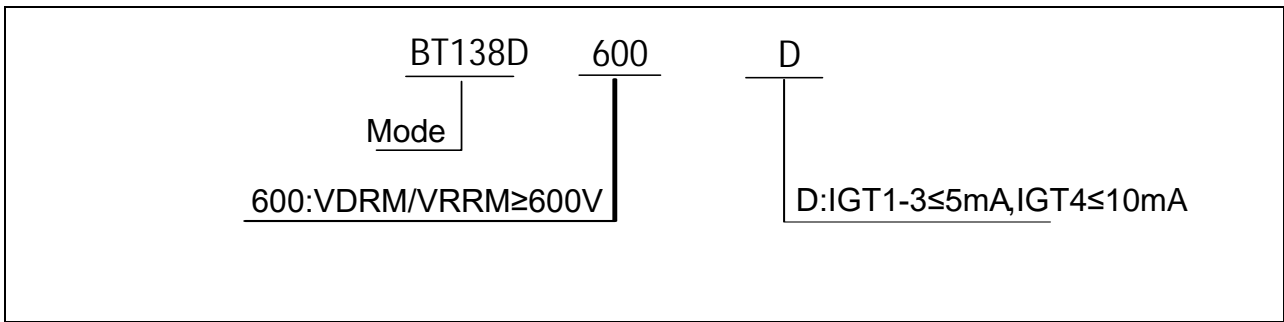 BT138D 600 D
Mode
600:VDRM/VRRM≥600V D:IGT1-3≤5mA,IGT4≤10mA